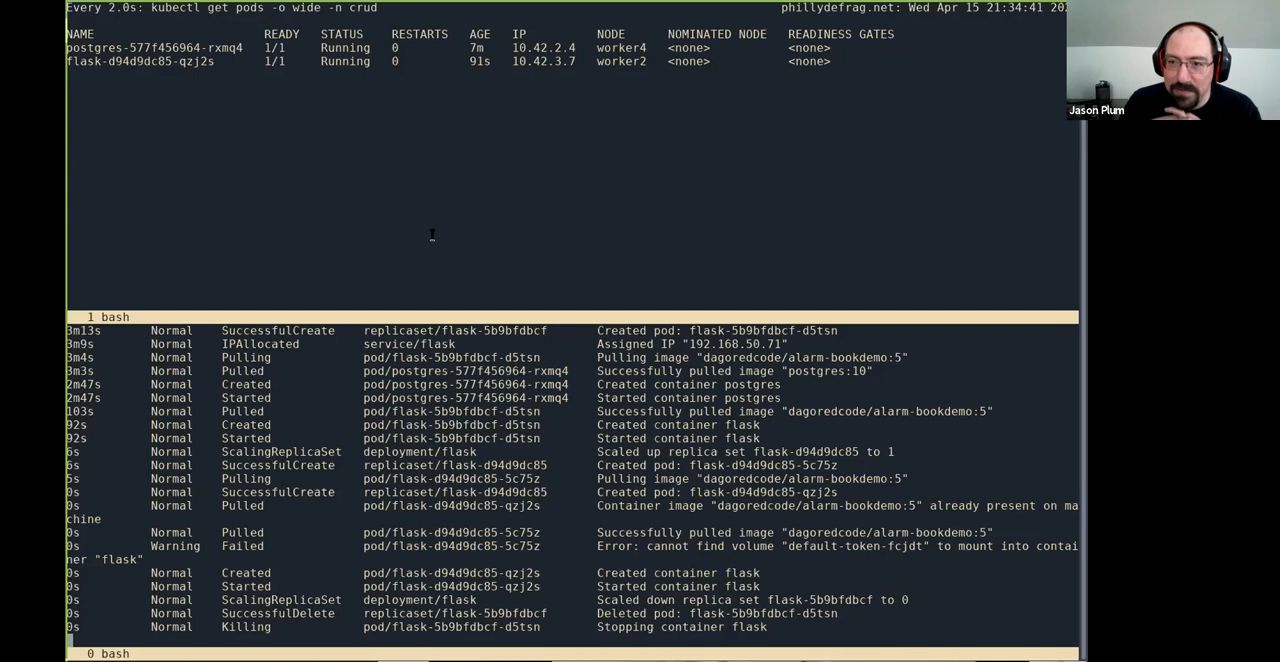 Every 2.0s: kubectl get pods -o wide -n crud phillydefrag.net: Wed Apr 15 21:34:41
Jason Plum
NAME READY STATUS RESTARTS AGE IP NODE NOMINATED NODE READINESS GATES
postgres-577f456964-rxmq4 1/1 Running 0 7m 10.42.2.4 worker4 <none> <none>
flask-d94d9dc85-qzj2s 1/1 Running 0 91s 10.42.3.7 worker2 <none> <none>
1 bash
3m13s Normal SuccessfulCreate replicaset/flask-5b9bfdbcf Created pod: flask-5b9bfdbcf-d5tsn
3m9s Normal IPAllocated service/flask Assigned IP "192.168.50.71"
3m4s Normal Pulling pod/flask-5b9bfdbcf-d5tsn Pulling image "dagoredcode/alarm-bookdemo:5"
3m3s Normal Pulled pod/postgres-577f456964-rxmq4 Successfully pulled image "postgres:10"
2m47s Normal Created pod/postgres-577f456964-rxmq4 Created container postgres
2m47s Normal Started pod/postgres-577f456964-rxmq4 Started container postgres
103s Normal Pulled pod/flask-5b9bfdbcf-d5tsn Successfully pulled image "dagoredcode/alarm-bookdemo:5"
92s Normal Created pod/flask-5b9bfdbcf-d5tsn Created container flask
92s Normal Started pod/flask-5b9bfdbcf-d5tsn Started container flask
6s Normal ScalingReplicaSet deployment/flask Scaled up replica set flask-d94d9dc85 to 1
6s Normal SuccessfulCreate replicaset/flask-d94d9dc85 Created pod: flask-d94d9dc85-5c75z
5s Normal Pulling pod/flask-d94d9dc85-5c75z Pulling image "dagoredcode/alarm-bookdemo:5"
0s Normal SuccessfulCreate replicaset/flask-d94d9dc85 Created pod: flask-d94d9dc85-qzj2s
0s Normal Pulled pod/flask-d94d9dc85-qzj2s Container image "dagoredcode/alarm-bookdemo:5" already present on ma
chine
0s Normal Pulled pod/flask-d94d9dc85-5c75z Successfully pulled image "dagoredcode/alarm-bookdemo:5"
0s Warning Failed pod/flask-d94d9dc85-5c75z Error: cannot find volume "default-token-fcjdt" to mount into contai
ner "flask"
0s Normal Created pod/flask-d94d9dc85-qzj2s Created container flask
0s Normal Started pod/flask-d94d9dc85-qzj2s Started container flask
0s Normal ScalingReplicaSet deployment/flask Scaled down replica set flask-5b9bfdbcf to 0
0s Normal SuccessfulDelete replicaset/flask-5b9bfdbcf Deleted pod: flask-5b9bfdbcf-d5tsn
0s Normal Killing pod/flask-5b9bfdbcf-d5tsn Stopping container flask
0 bash